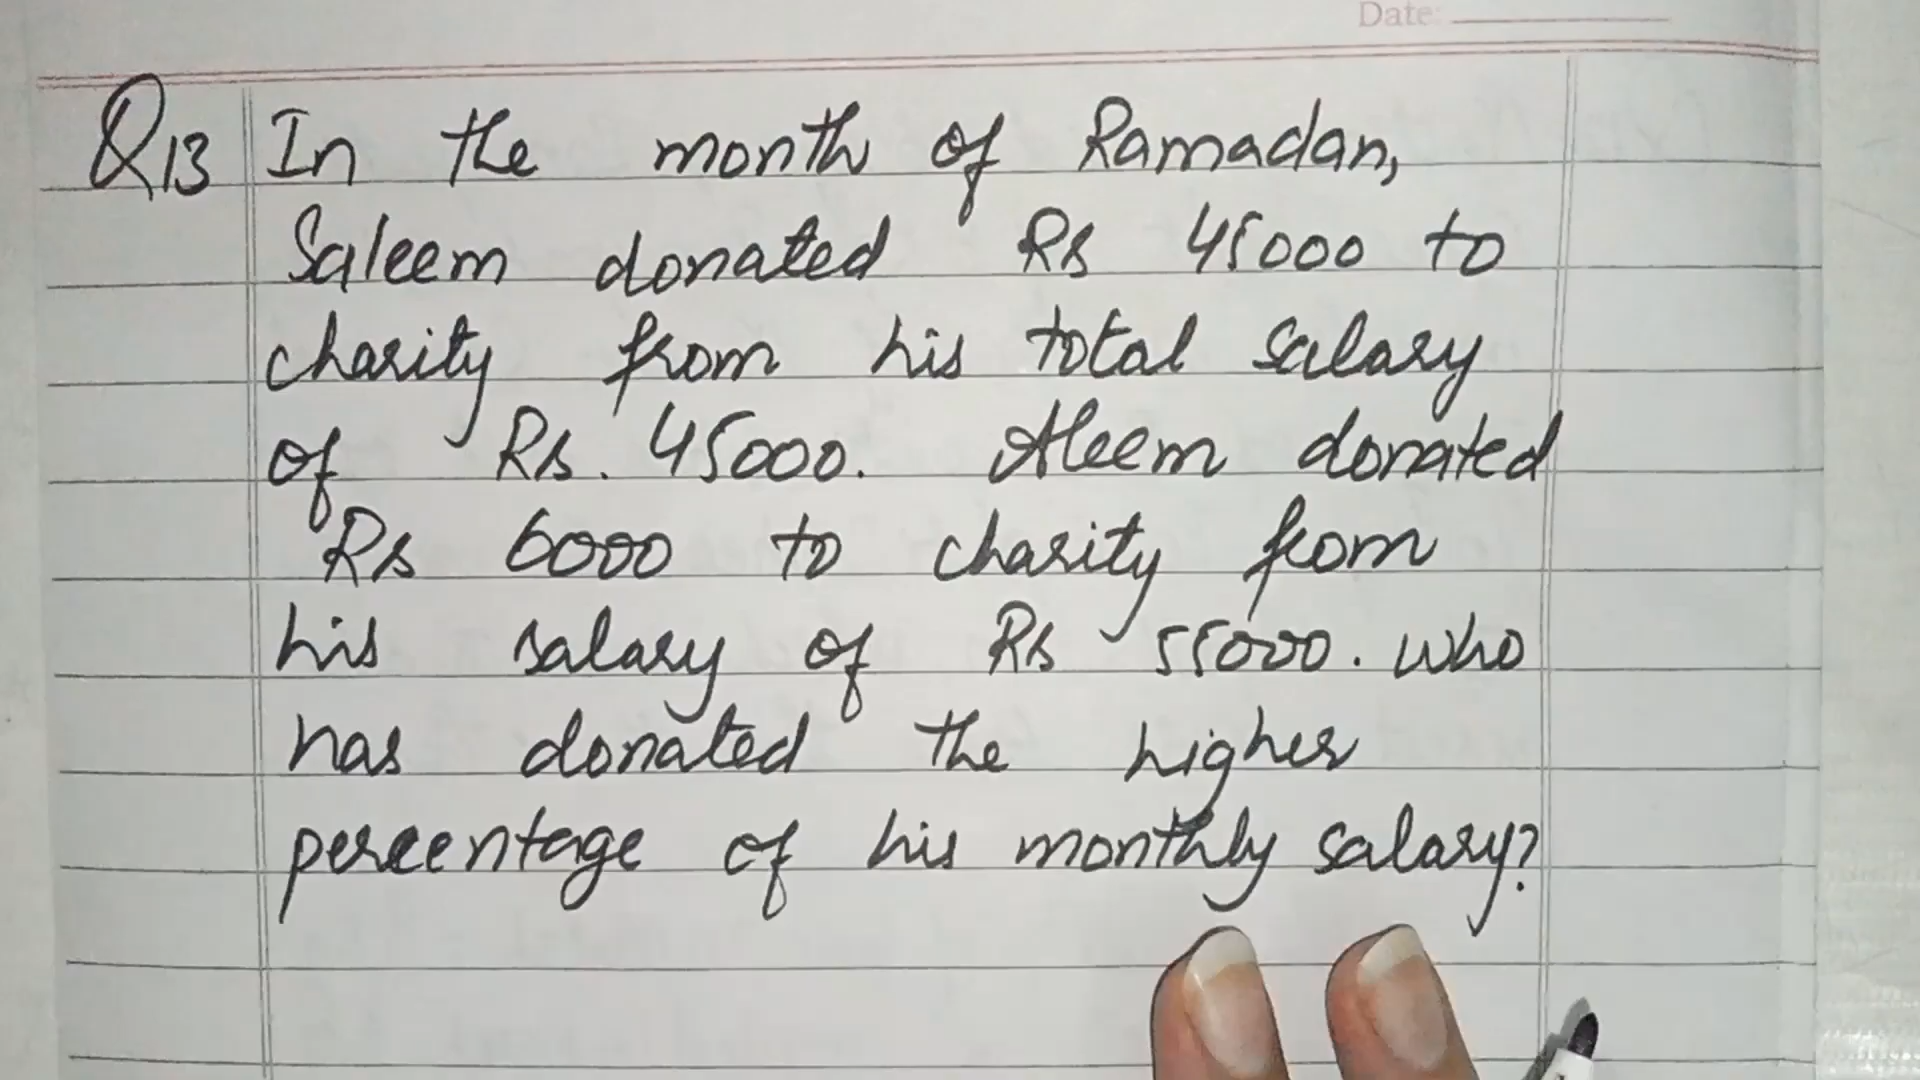 Date:
Q13 In the month of Ramadan,
Saleem donated Rs 45000 to
charity from his total salary
of Rs. 45000. Aleem donated
Rs 6000 to charity from
his salary of Rs 55000. who
has donated the higher
percentage of his monthly salary?